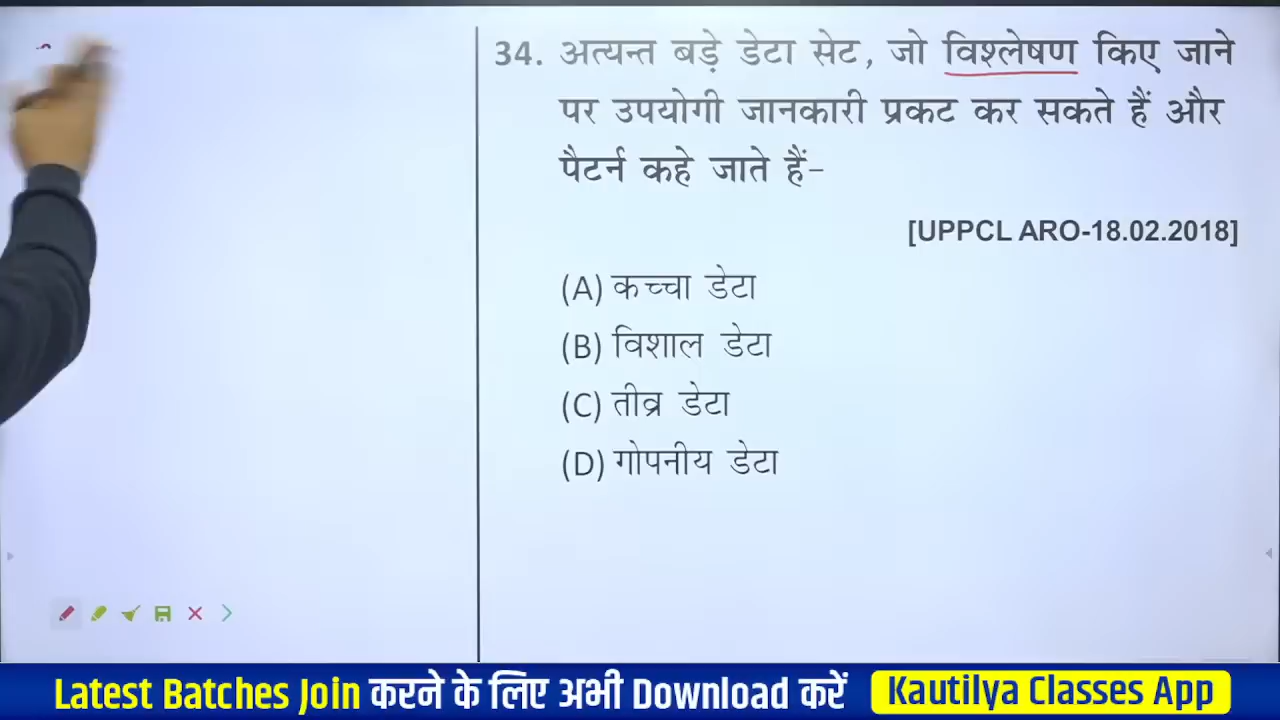 34. अत्यन्त बड़े डेटा सेट, जो विश्लेषण किए जाने
पर उपयोगी जानकारी प्रकट कर सकते हैं और
पैटर्न कहे जाते हैं-
[UPPCL ARO-18.02.2018]
(A) कच्चा डेटा
(B) विशाल डेटा
(C) तीव्र डेटा
(D) गोपनीय डेटा
Latest Batches Join करने के लिए अभी Download करें Kautilya Classes App